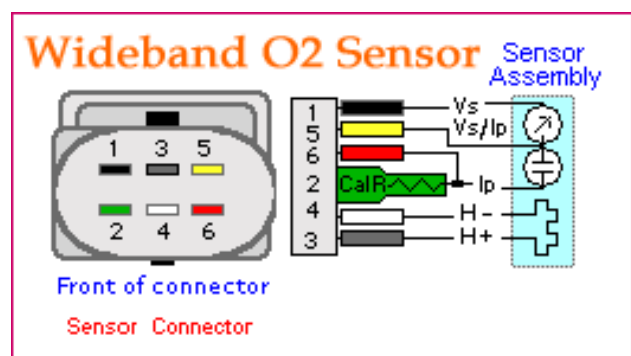 Wideband O2 Sensor
Sensor
Assembly
1 3 5
2 4 6
Front of connector
Sensor Connector
1
5
6
2
4
3
CalR
Vs
Vs/Ip
Ip
H-
H+